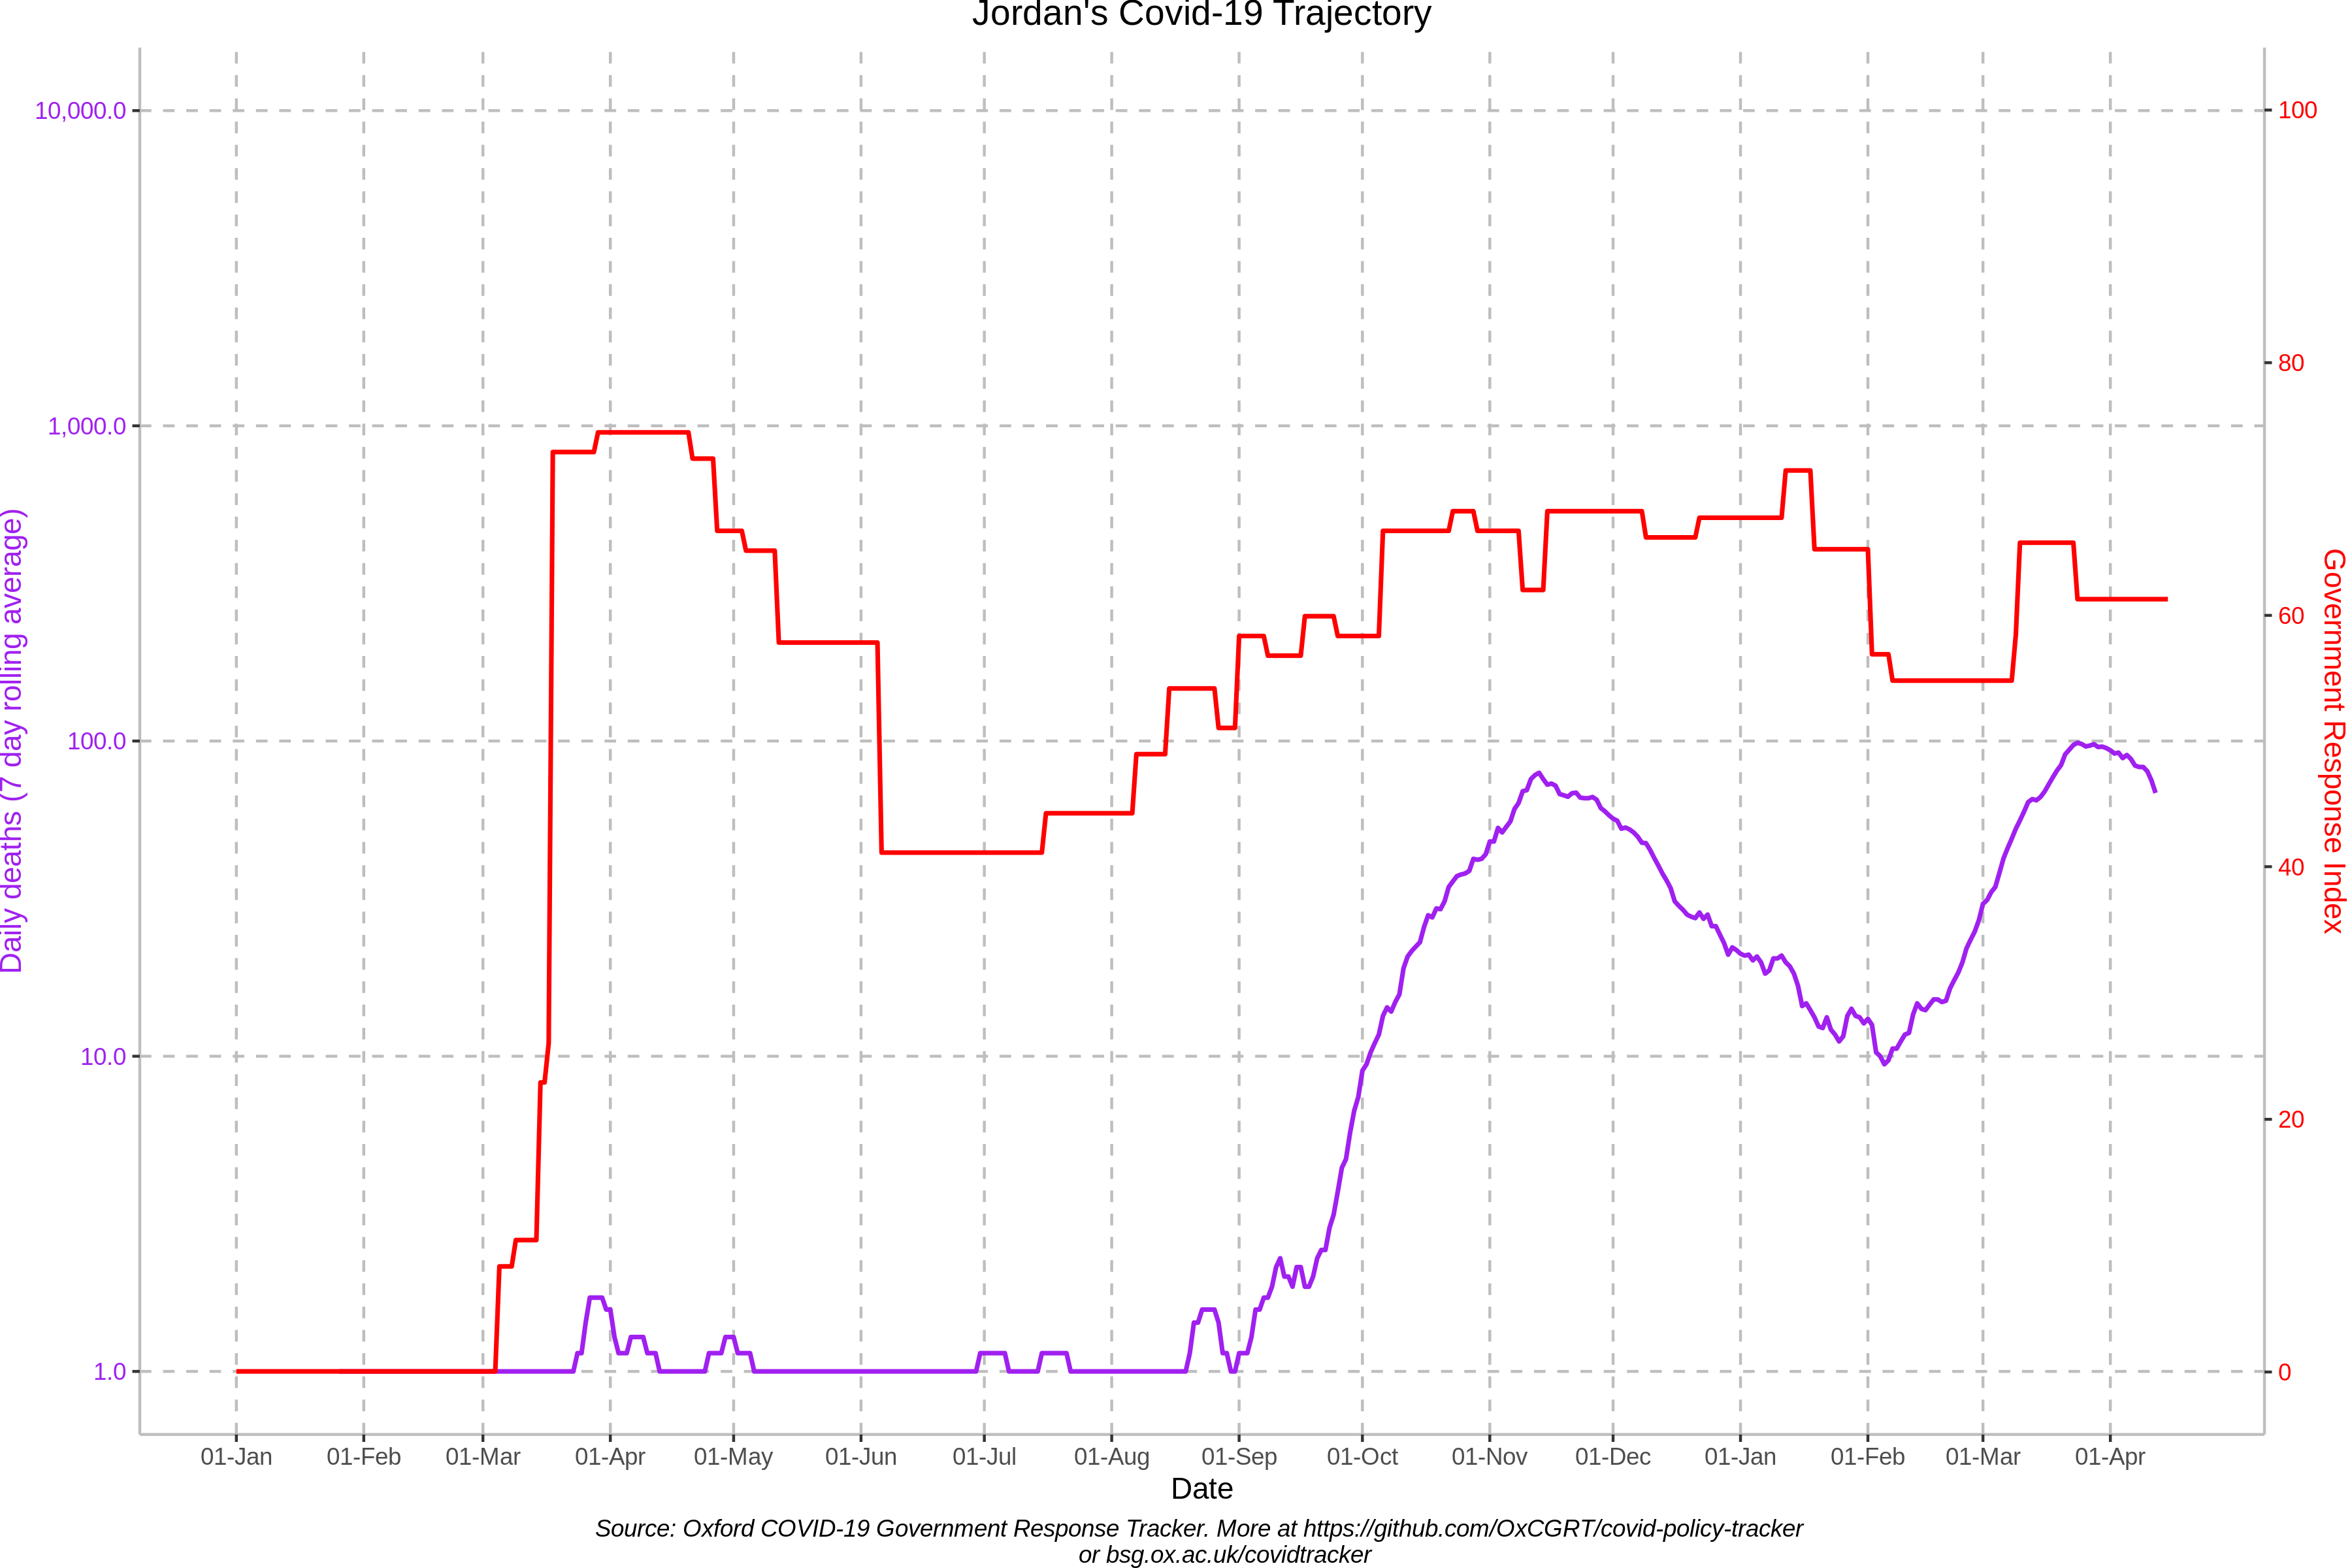 Jordan's Covid-19 Trajectory
10,000.0
1,000.0
100.0
10.0
1.0
Daily deaths (7 day rolling average)
100
80
60
40
20
0
Government Response Index
01-Jan 01-Feb 01-Mar 01-Apr 01-May 01-Jun 01-Jul 01-Aug 01-Sep 01-Oct 01-Nov 01-Dec 01-Jan 01-Feb 01-Mar 01-Apr
Date
Source: Oxford COVID-19 Government Response Tracker. More at https://github.com/OxCGRT/covid-policy-tracker
or bsg.ox.ac.uk/covidtracker